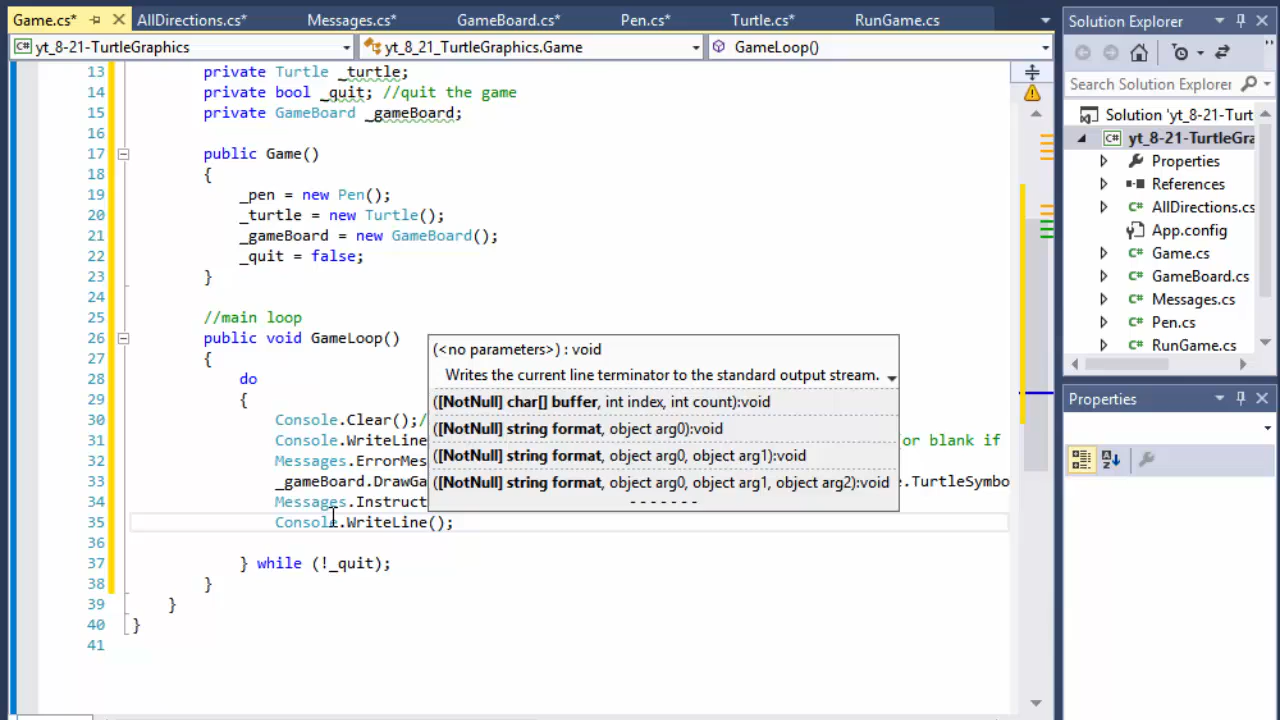 Game.cs* AllDirections.cs* Messages.cs* GameBoard.cs* Pen.cs* Turtle.cs* RunGame.cs
yt_8-21-TurtleGraphics yt_8_21_TurtleGraphics.Game GameLoop()
13 private Turtle _turtle;
14 private bool _quit; //quit the game
15 private GameBoard _gameBoard;
16
17 public Game()
18 {
19 _pen = new Pen();
20 _turtle = new Turtle();
21 _gameBoard = new GameBoard();
22 _quit = false;
23 }
24
25 //main loop
26 public void GameLoop()
27 {
28 do
29 {
30 Console.Clear();/
31 Console.WriteLine or blank if
32 Messages.ErrorMes
33 _gameBoard.DrawGa e.TurtleSymbo
34 Messages.Instruct
35 Console.WriteLine();
36
37 } while (!_quit);
38 }
39 }
40 }
41
(<no parameters>) : void
Writes the current line terminator to the standard output stream.
([NotNull] char[] buffer, int index, int count):void
([NotNull] string format, object arg0):void
([NotNull] string format, object arg0, object arg1):void
([NotNull] string format, object arg0, object arg1, object arg2):void
Solution Explorer
Search Solution Explorer
Solution 'yt_8-21-Turt
C# yt_8-21-TurtleGra
Properties
References
C# AllDirections.cs
App.config
C# Game.cs
C# GameBoard.cs
C# Messages.cs
C# Pen.cs
C# RunGame.cs
Properties